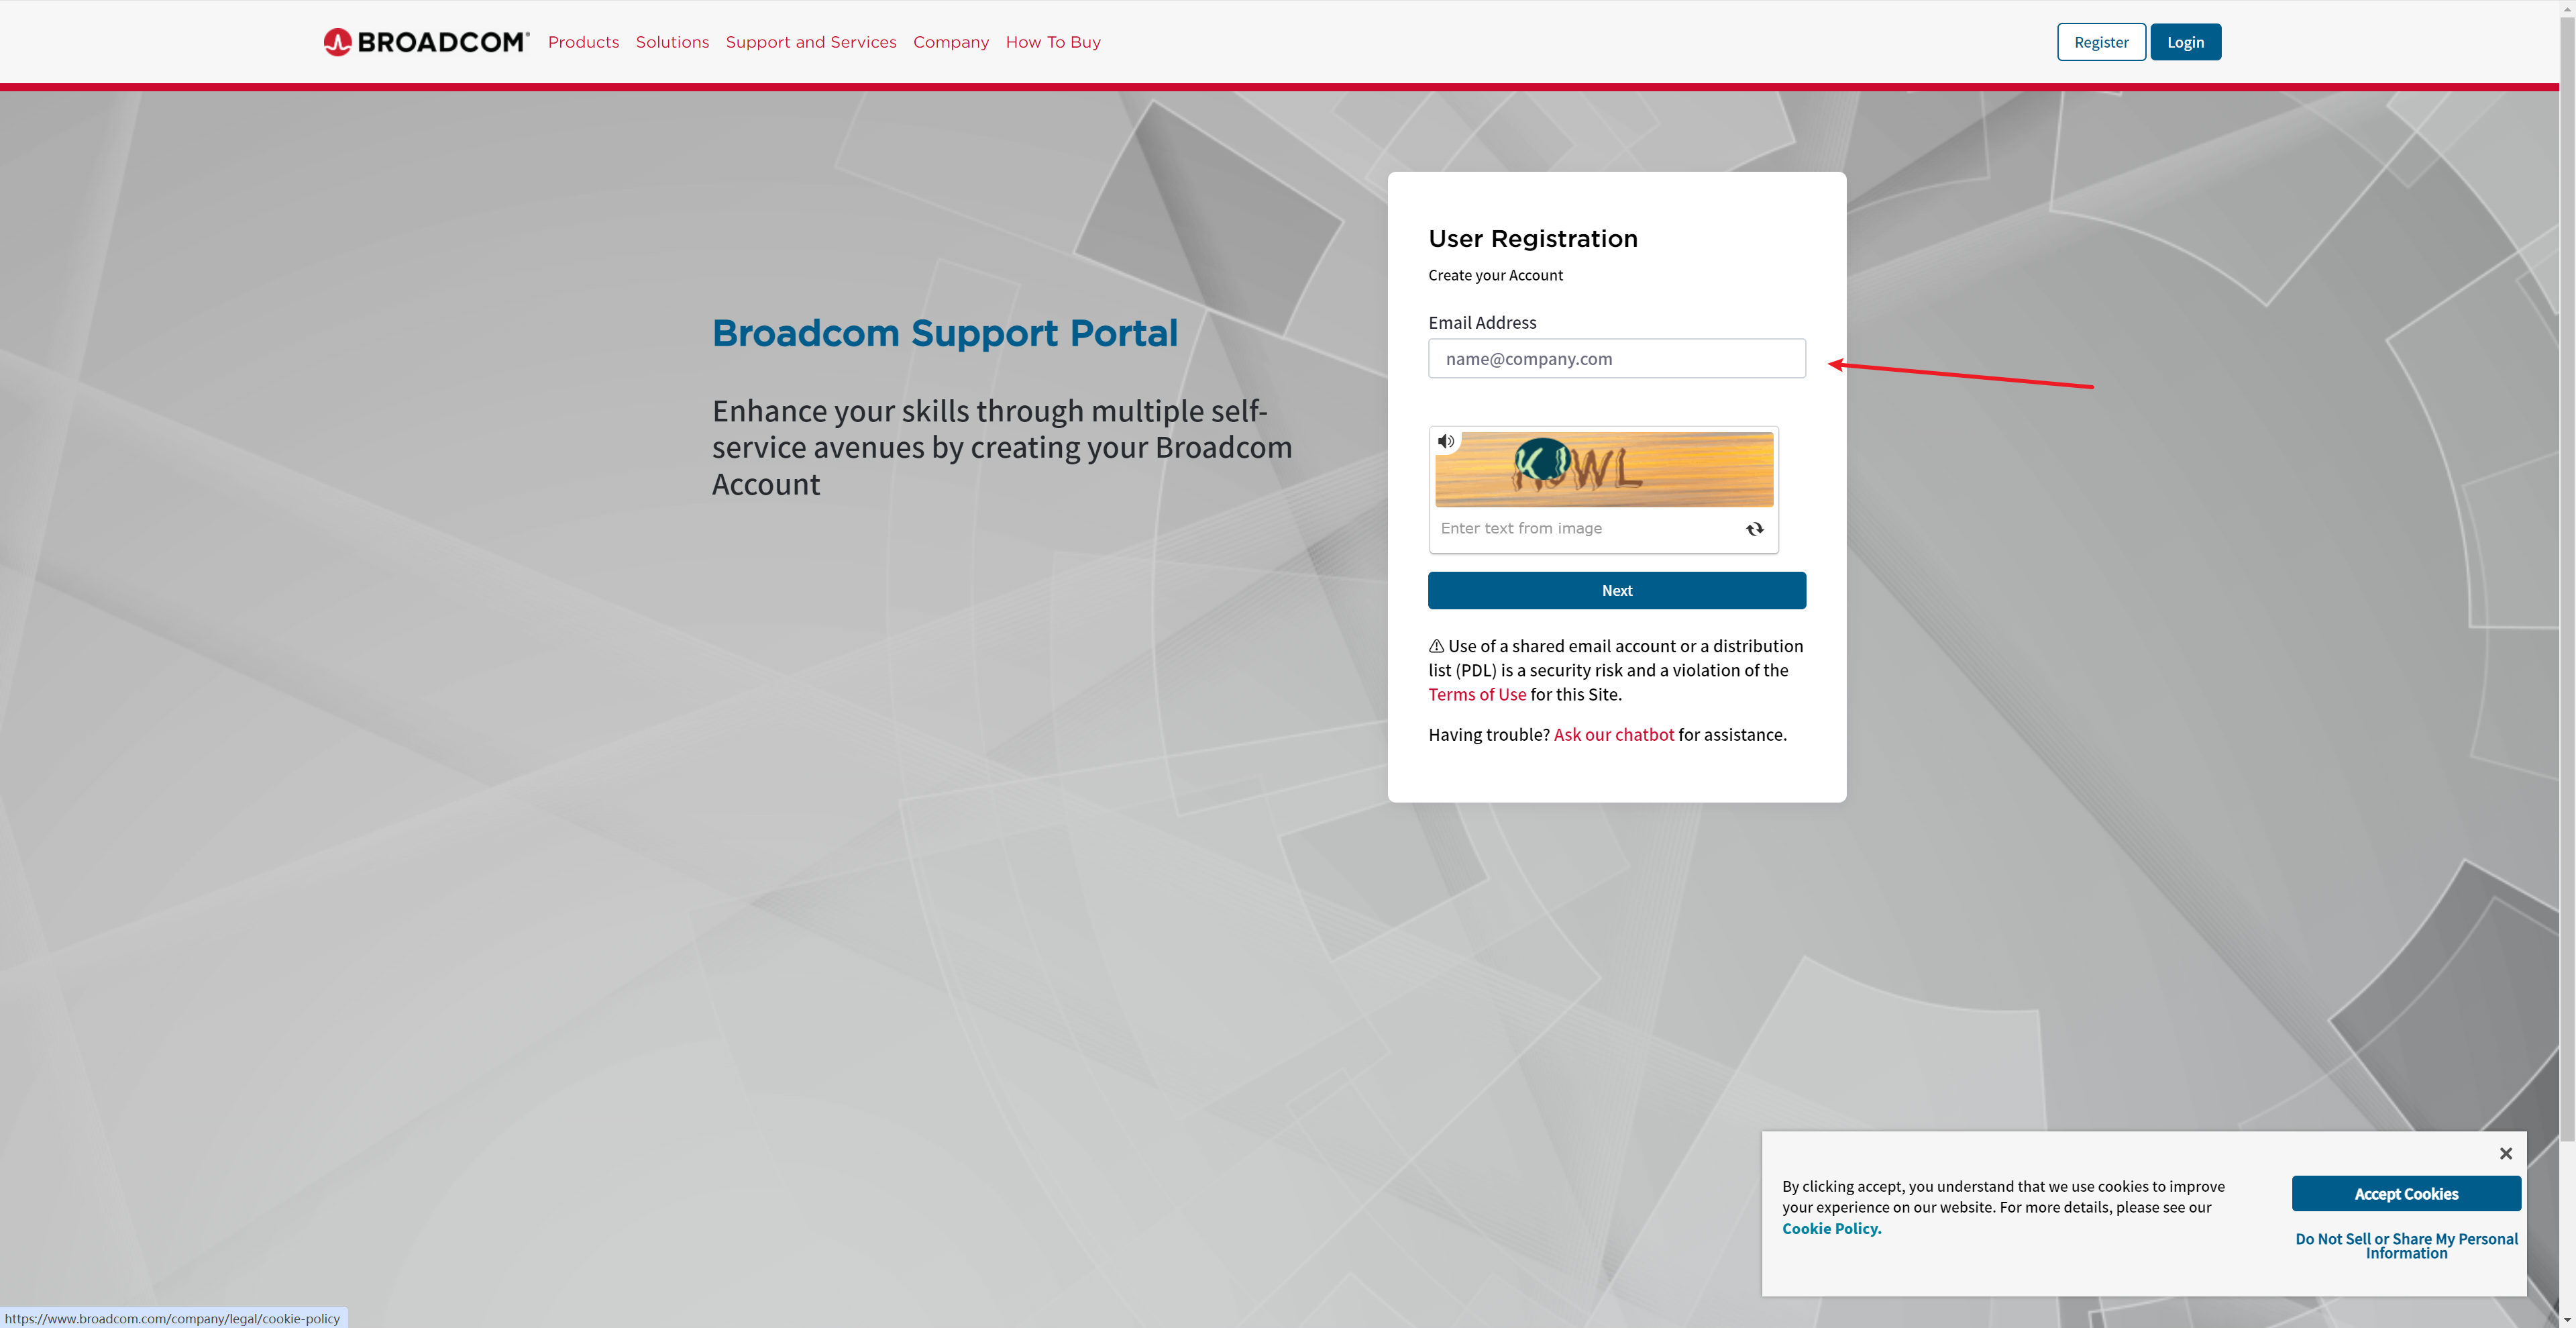 BROADCOM®
Products Solutions Support and Services Company How To Buy
Register Login
Broadcom Support Portal
Enhance your skills through multiple self-
service avenues by creating your Broadcom
Account
User Registration
Create your Account
Email Address
name@company.com
Enter text from image
Next
⚠ Use of a shared email account or a distribution
list (PDL) is a security risk and a violation of the
Terms of Use for this Site.
Having trouble? Ask our chatbot for assistance.
By clicking accept, you understand that we use cookies to improve
your experience on our website. For more details, please see our
Cookie Policy.
Accept Cookies
Do Not Sell or Share My Personal
Information
https://www.broadcom.com/company/legal/cookie-policy